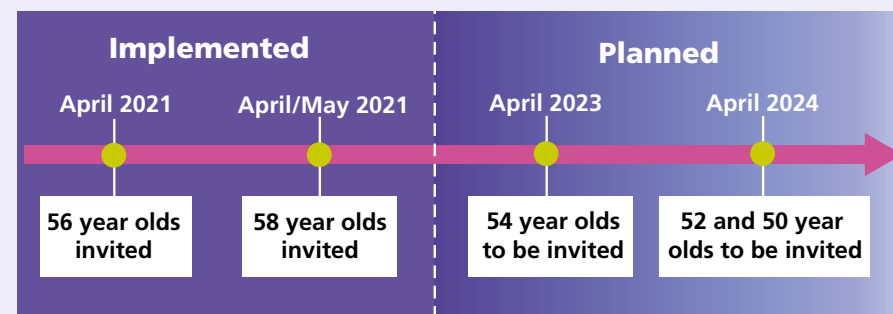 Implemented
Planned
April 2021
April/May 2021
April 2023
April 2024
56 year olds
invited
58 year olds
invited
54 year olds
to be invited
52 and 50 year
olds to be invited